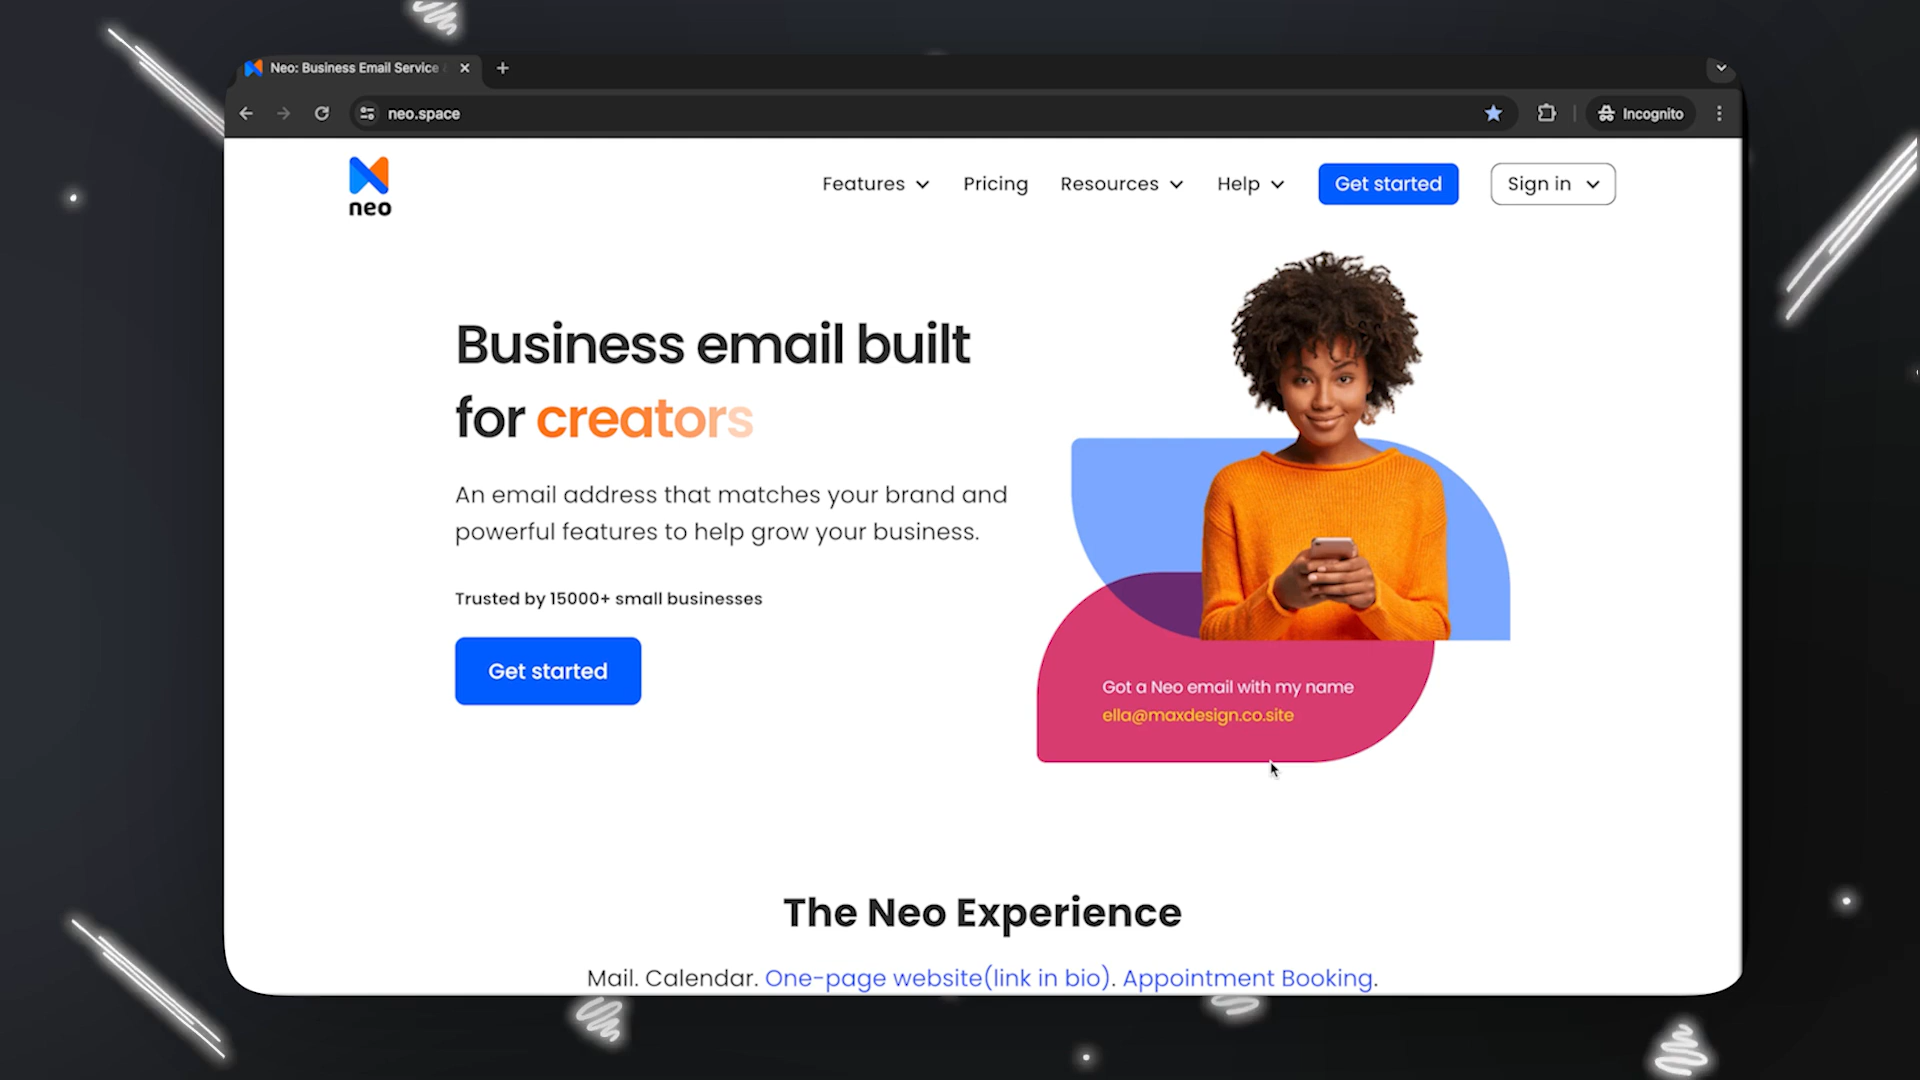 Neo: Business Email Service
neo.space
Incognito
neo
Features
Pricing
Resources
Help
Get started
Sign in
Business email built
for creators
An email address that matches your brand and
powerful features to help grow your business.
Trusted by 15000+ small businesses
Get started
Got a Neo email with my name
ella@maxdesign.co.site
The Neo Experience
Mail. Calendar. One-page website(link in bio). Appointment Booking.